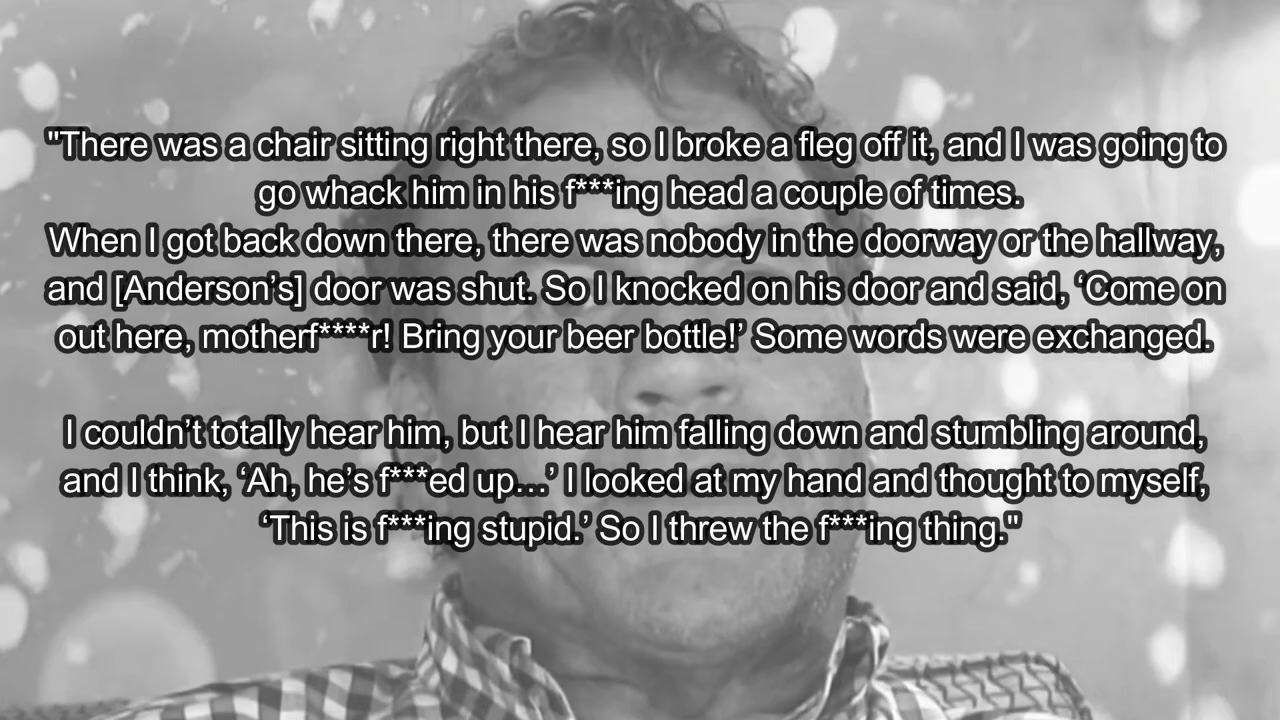 "There was a chair sitting right there, so I broke a fleg off it, and I was going to
go whack him in his f***ing head a couple of times.
When I got back down there, there was nobody in the doorway or the hallway,
and [Anderson’s] door was shut. So I knocked on his door and said, ‘Come on
out here, motherf****r! Bring your beer bottle!’ Some words were exchanged.
I couldn’t totally hear him, but I hear him falling down and stumbling around,
and I think, ‘Ah, he’s f***ed up…’ I looked at my hand and thought to myself,
‘This is f***ing stupid.’ So I threw the f***ing thing."